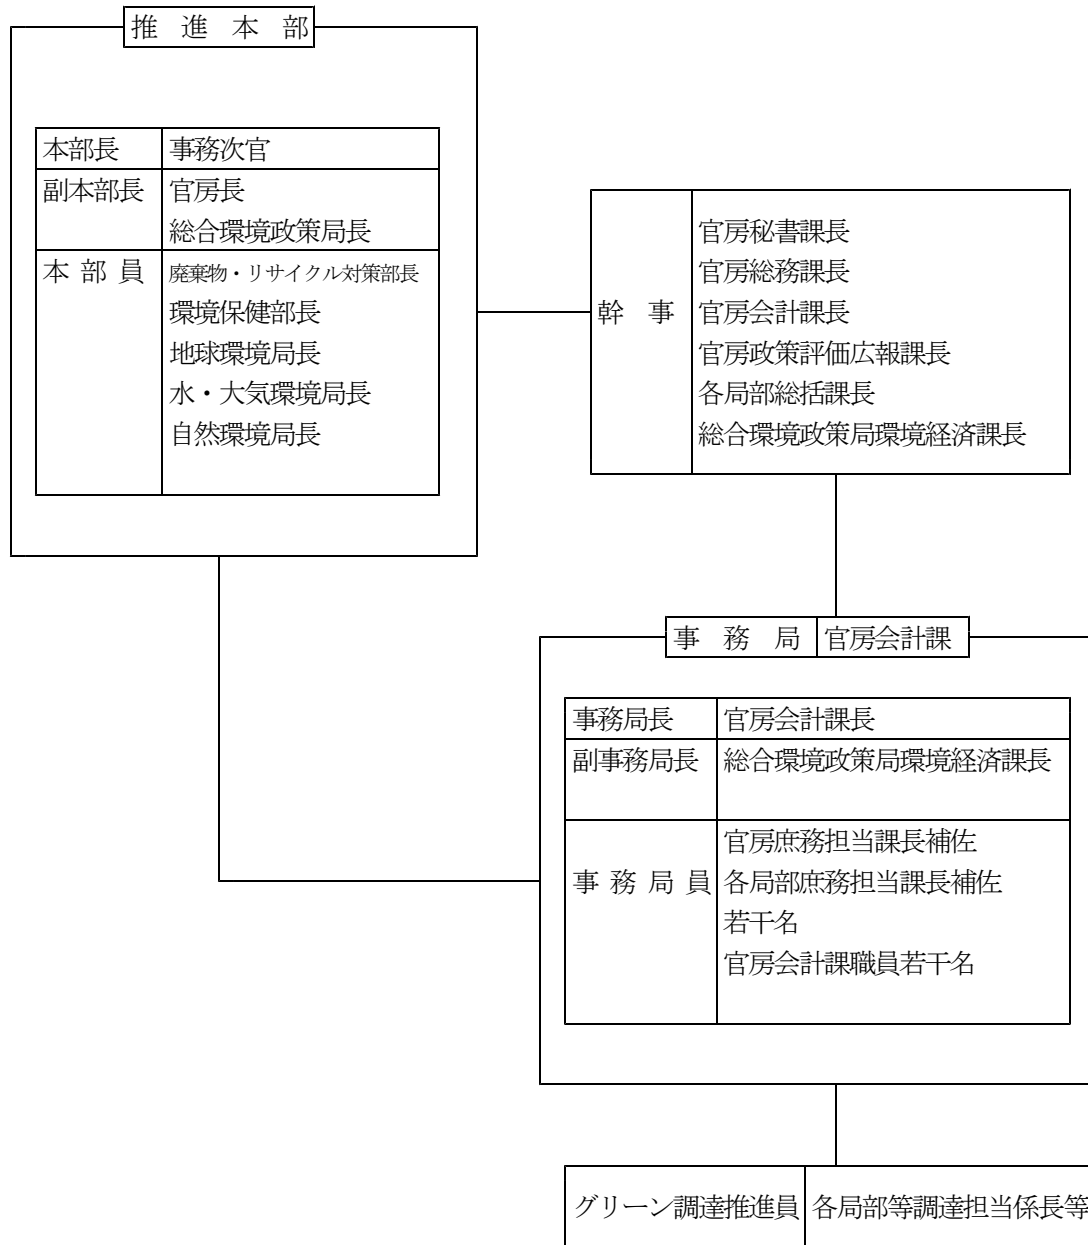 推 進 本 部
本部長 事務次官
副本部長 官房長
総合環境政策局長
本 部 員 廃棄物・リサイクル対策部長
環境保健部長
地球環境局長
水・大気環境局長
自然環境局長
幹 事
官房秘書課長
官房総務課長
官房会計課長
官房政策評価広報課長
各局部総括課長
総合環境政策局環境経済課長
事 務 局 官房会計課
事務局長 官房会計課長
副事務局長 総合環境政策局環境経済課長
事 務 局 員
官房庶務担当課長補佐
各局部庶務担当課長補佐
若干名
官房会計課職員若干名
グリーン調達推進員 各局部等調達担当係長等